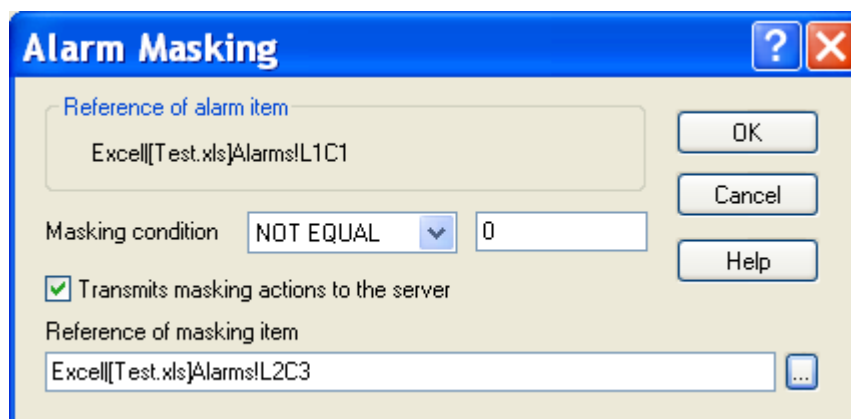 Alarm Masking
Reference of alarm item
Excel|[Test.xls]Alarms!L1C1
OK
Cancel
Masking condition
NOT EQUAL
0
Help
Transmits masking actions to the server
Reference of masking item
Excel|[Test.xls]Alarms!L2C3
...